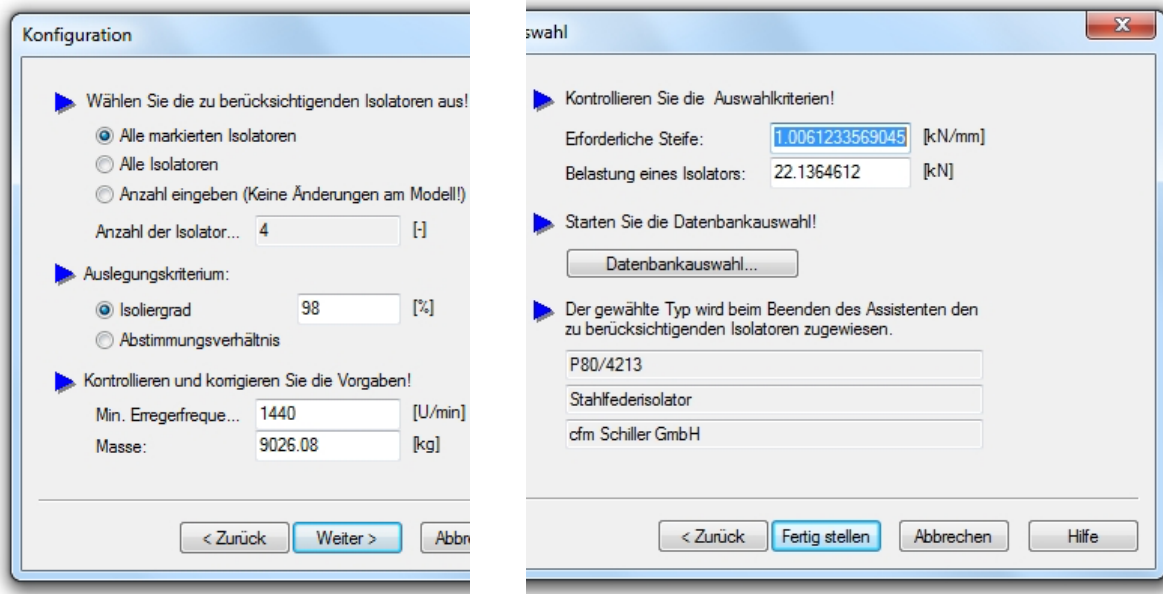 Konfiguration
Wählen Sie die zu berücksichtigenden Isolatoren aus!
Alle markierten Isolatoren
Alle Isolatoren
Anzahl eingeben (Keine Änderungen am Modell!)
Anzahl der Isolator... 4 [-]
Auslegungskriterium:
Isoliergrad 98 [%]
Abstimmungsverhältnis
Kontrollieren und korrigieren Sie die Vorgaben!
Min. Erregerfreque... 1440 [U/min]
Masse: 9026.08 [kg]
< Zurück Weiter > Abbre
swahl
Kontrollieren Sie die Auswahlkriterien!
Erforderliche Steife: 1.0061233569045 [kN/mm]
Belastung eines Isolators: 22.1364612 [kN]
Starten Sie die Datenbankauswahl!
Datenbankauswahl...
Der gewählte Typ wird beim Beenden des Assistenten den
zu berücksichtigenden Isolatoren zugewiesen.
P80/4213
Stahlfederisolator
cfm Schiller GmbH
< Zurück Fertig stellen Abbrechen Hilfe